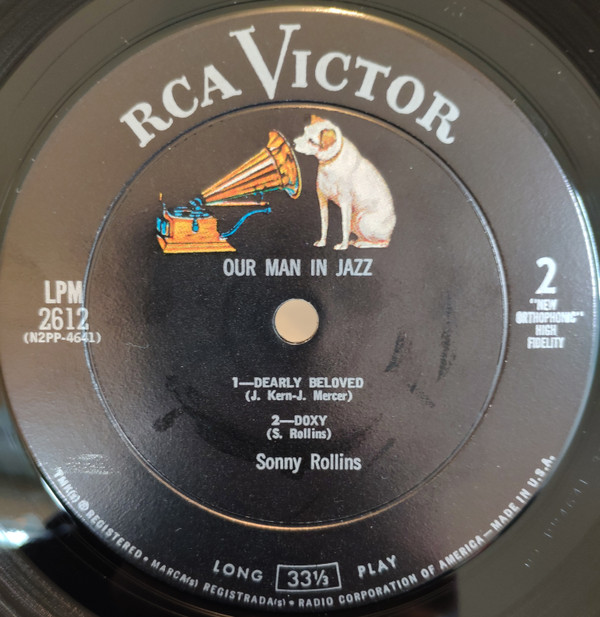 RCA VICTOR
OUR MAN IN JAZZ
LPM
2612
(N2PP-4641)
2
"NEW
ORTHOPHONIC"
HIGH
FIDELITY
1—DEARLY BELOVED
(J. Kern-J. Mercer)
2—DOXY
(S. Rollins)
Sonny Rollins
LONG 33⅓ PLAY
TMK(s) ® REGISTERED • MARCA(s) REGISTRADA(s) • RADIO CORPORATION OF AMERICA—MADE IN U.S.A.